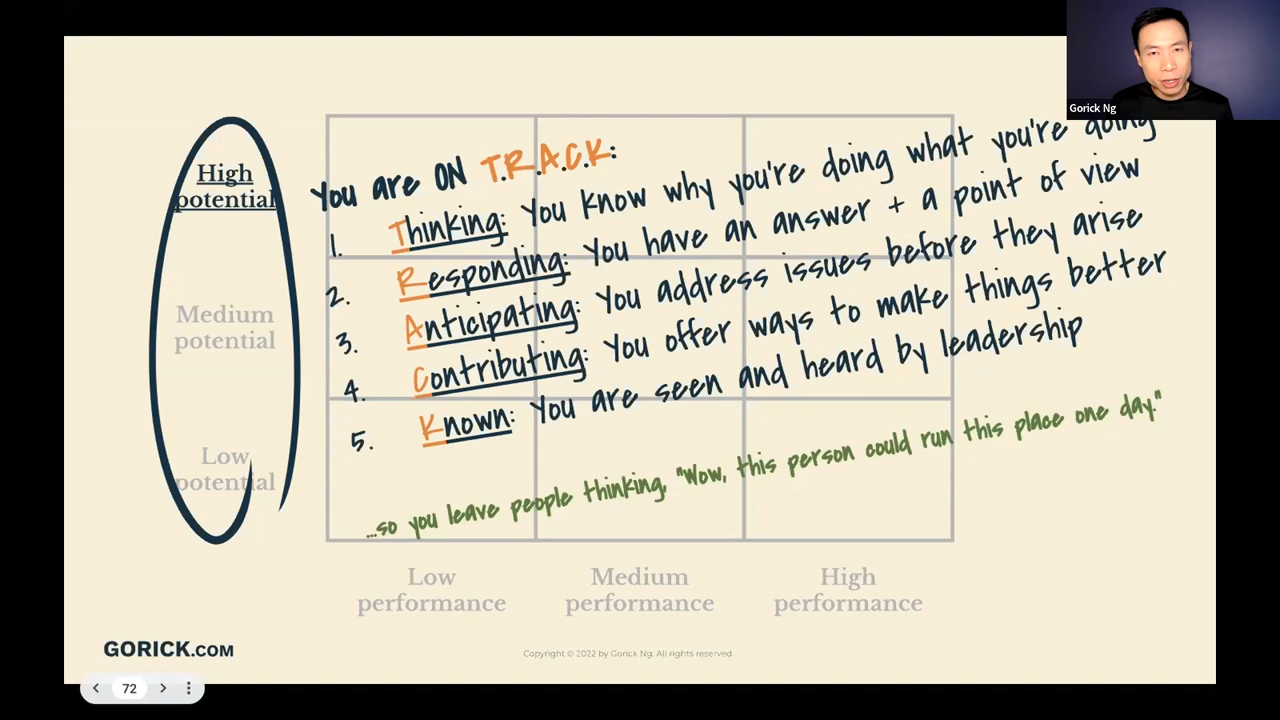 Gorick Ng
High
potential
You are ON T.R.A.C.K:
1. Thinking: You know why you're doing what you're doing
2. Responding: You have an answer + a point of view
3. Anticipating: You address issues before they arise
4. Contributing: You offer ways to make things better
5. Known: You are seen and heard by leadership
...so you leave people thinking, "Wow, this person could run this place one day."
Medium
potential
Low
potential
Low
performance
Medium
performance
High
performance
GORICK.COM
Copyright © 2022 by Gorick Ng. All rights reserved.
72